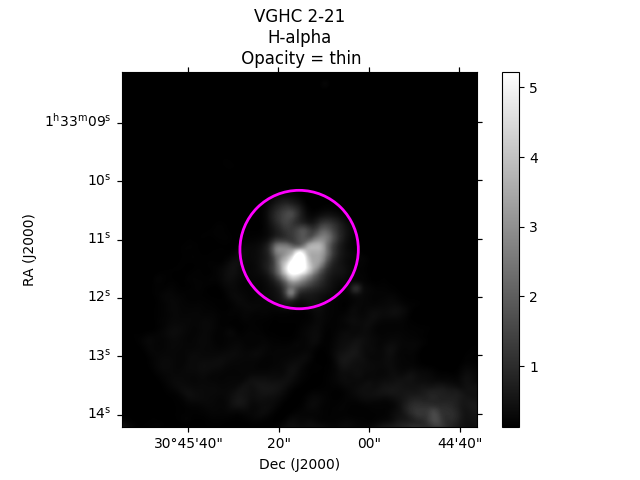 VGHC 2-21
H-alpha
Opacity = thin
RA (J2000)
1ʰ33ᵐ09ˢ
10ˢ
11ˢ
12ˢ
13ˢ
14ˢ
30°45'40" 20" 00" 44'40"
Dec (J2000)
5
4
3
2
1